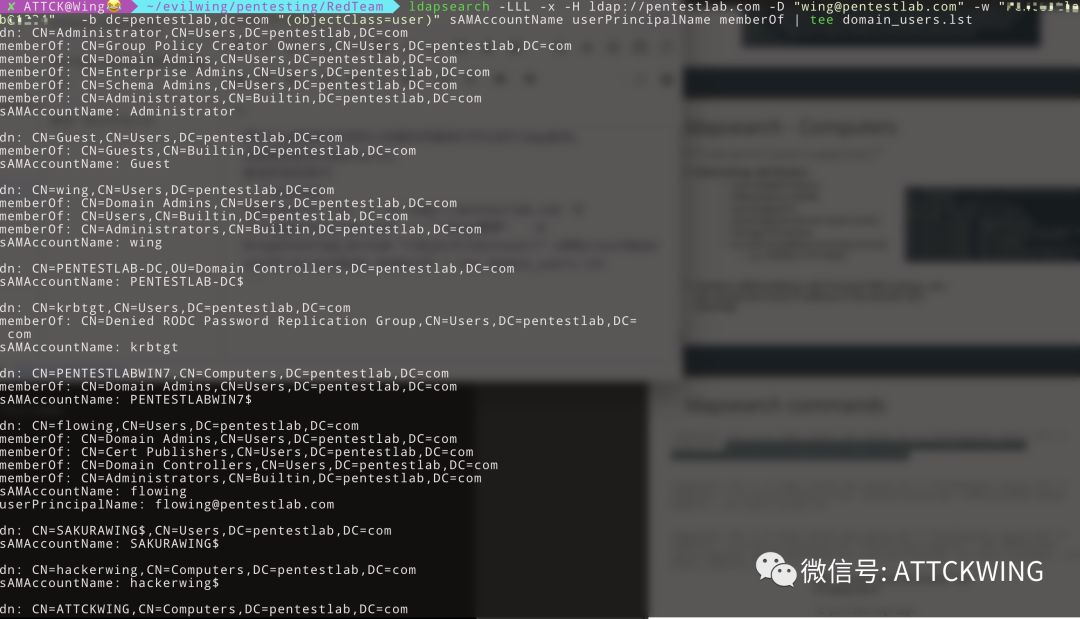 ✘ ATTCK@Wing😂 ~/evilwing/pentesting/RedTeam ldapsearch -LLL -x -H ldap://pentestlab.com -D "wing@pentestlab.com" -w
-b dc=pentestlab,dc=com "(objectClass=user)" sAMAccountName userPrincipalName memberOf | tee domain_users.lst
dn: CN=Administrator,CN=Users,DC=pentestlab,DC=com
memberOf: CN=Group Policy Creator Owners,CN=Users,DC=pentestlab,DC=com
memberOf: CN=Domain Admins,CN=Users,DC=pentestlab,DC=com
memberOf: CN=Enterprise Admins,CN=Users,DC=pentestlab,DC=com
memberOf: CN=Schema Admins,CN=Users,DC=pentestlab,DC=com
memberOf: CN=Administrators,CN=Builtin,DC=pentestlab,DC=com
sAMAccountName: Administrator
dn: CN=Guest,CN=Users,DC=pentestlab,DC=com
memberOf: CN=Guests,CN=Builtin,DC=pentestlab,DC=com
sAMAccountName: Guest
dn: CN=wing,CN=Users,DC=pentestlab,DC=com
memberOf: CN=Domain Admins,CN=Users,DC=pentestlab,DC=com
memberOf: CN=Users,CN=Builtin,DC=pentestlab,DC=com
memberOf: CN=Administrators,CN=Builtin,DC=pentestlab,DC=com
sAMAccountName: wing
dn: CN=PENTESTLAB-DC,OU=Domain Controllers,DC=pentestlab,DC=com
sAMAccountName: PENTESTLAB-DC$
dn: CN=krbtgt,CN=Users,DC=pentestlab,DC=com
memberOf: CN=Denied RODC Password Replication Group,CN=Users,DC=pentestlab,DC=
com
sAMAccountName: krbtgt
dn: CN=PENTESTLABWIN7,CN=Computers,DC=pentestlab,DC=com
memberOf: CN=Domain Admins,CN=Users,DC=pentestlab,DC=com
sAMAccountName: PENTESTLABWIN7$
dn: CN=flowing,CN=Users,DC=pentestlab,DC=com
memberOf: CN=Domain Admins,CN=Users,DC=pentestlab,DC=com
memberOf: CN=Cert Publishers,CN=Users,DC=pentestlab,DC=com
memberOf: CN=Domain Controllers,CN=Users,DC=pentestlab,DC=com
memberOf: CN=Administrators,CN=Builtin,DC=pentestlab,DC=com
sAMAccountName: flowing
userPrincipalName: flowing@pentestlab.com
dn: CN=SAKURAWING$,CN=Users,DC=pentestlab,DC=com
sAMAccountName: SAKURAWING$
dn: CN=hackerwing,CN=Computers,DC=pentestlab,DC=com
sAMAccountName: hackerwing$
dn: CN=ATTCKWING,CN=Computers,DC=pentestlab,DC=com
微信号: ATTCKWING